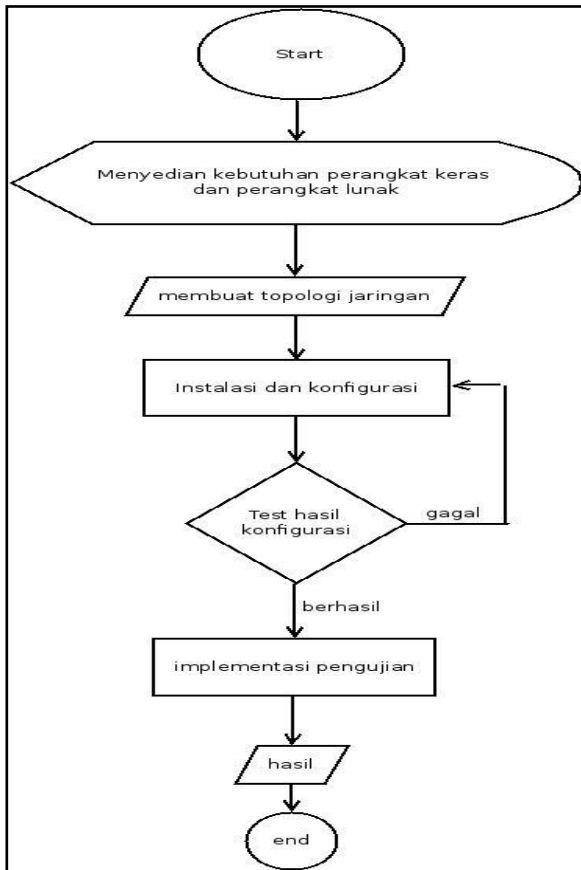 Start
Menyedian kebutuhan perangkat keras
dan perangkat lunak
membuat topologi jaringan
Instalasi dan konfigurasi
Test hasil
konfigurasi
gagal
berhasil
implementasi pengujian
hasil
end